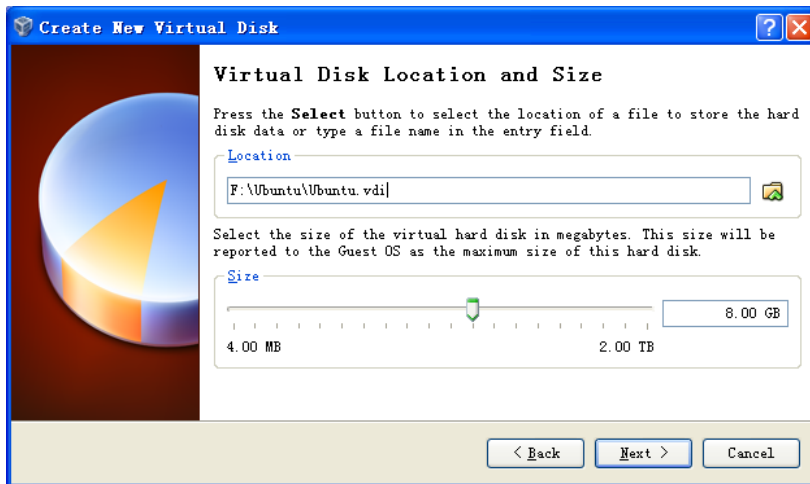 Create New Virtual Disk
Virtual Disk Location and Size
Press the Select button to select the location of a file to store the hard
disk data or type a file name in the entry field.
Location
F:\Ubuntu\Ubuntu.vdi
Select the size of the virtual hard disk in megabytes. This size will be
reported to the Guest OS as the maximum size of this hard disk.
Size
8.00 GB
4.00 MB 2.00 TB
< Back Next > Cancel